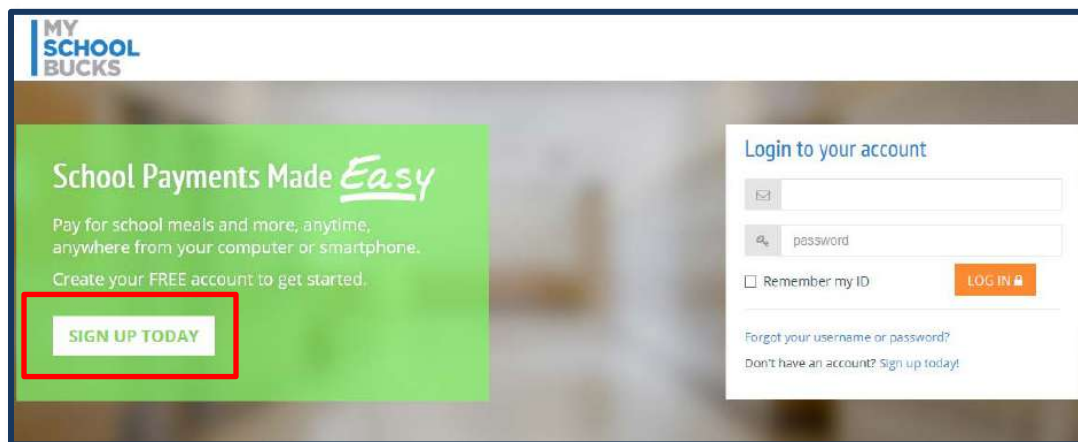 MY
SCHOOL
BUCKS
School Payments Made Easy
Pay for school meals and more, anytime,
anywhere from your computer or smartphone.
Create your FREE account to get started.
SIGN UP TODAY
Login to your account
password
Remember my ID
LOG IN
Forgot your username or password?
Don't have an account? Sign up today!